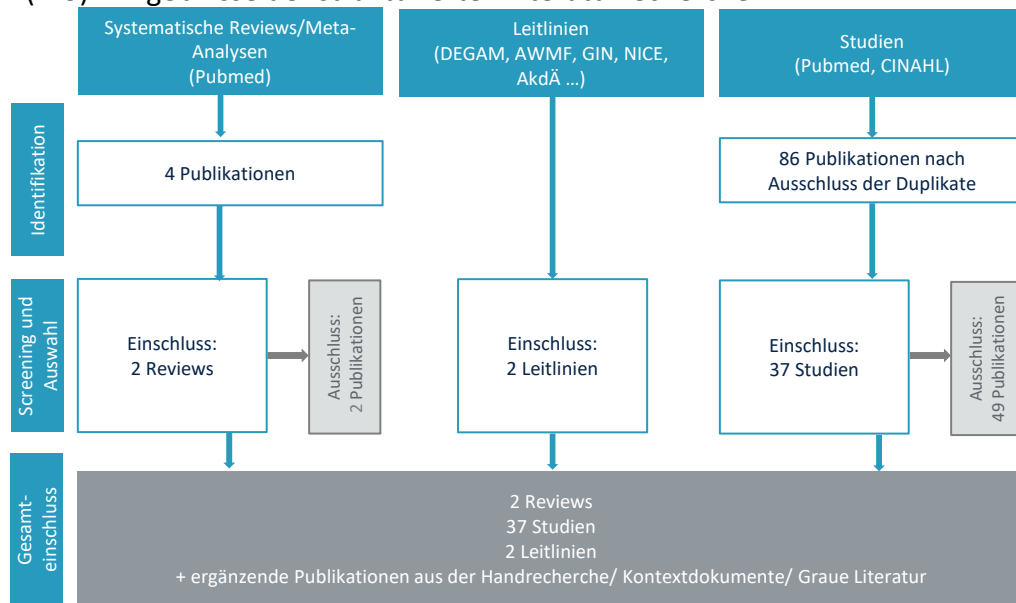 Systematische Reviews/Meta-
Analysen
(Pubmed)
Leitlinien
(DEGAM, AWMF, GIN, NICE,
AkdÄ …)
Studien
(Pubmed, CINAHL)
Identifikation
4 Publikationen
86 Publikationen nach
Ausschluss der Duplikate
Screening und
Auswahl
Einschluss:
2 Reviews
Ausschluss:
2 Publikationen
Einschluss:
2 Leitlinien
Einschluss:
37 Studien
Ausschluss:
49 Publikationen
Gesamt-
einschluss
2 Reviews
37 Studien
2 Leitlinien
+ ergänzende Publikationen aus der Handrecherche/ Kontextdokumente/ Graue Literatur